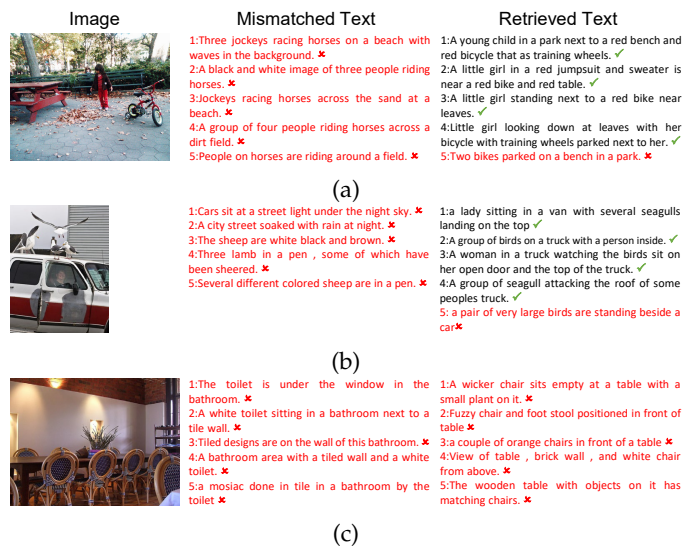 Image Mismatched Text Retrieved Text
1:Three jockeys racing horses on a beach with
waves in the background. ✘
2:A black and white image of three people riding
horses. ✘
3:Jockeys racing horses across the sand at a
beach. ✘
4:A group of four people riding horses across a
dirt field. ✘
5:People on horses are riding around a field. ✘
1:A young child in a park next to a red bench and
red bicycle that as training wheels. ✓
2:A little girl in a red jumpsuit and sweater is
near a red bike and red table. ✓
3:A little girl standing next to a red bike near
leaves. ✓
4:Little girl looking down at leaves with her
bicycle with training wheels parked next to her. ✓
5:Two bikes parked on a bench in a park. ✘
(a)
1:Cars sit at a street light under the night sky. ✘
2:A city street soaked with rain at night. ✘
3:The sheep are white black and brown. ✘
4:Three lamb in a pen , some of which have
been sheered. ✘
5:Several different colored sheep are in a pen. ✘
1:a lady sitting in a van with several seagulls
landing on the top ✓
2:A group of birds on a truck with a person inside. ✓
3:A woman in a truck watching the birds sit on
her open door and the top of the truck. ✓
4:A group of seagull attacking the roof of some
peoples truck. ✓
5: a pair of very large birds are standing beside a
car✘
(b)
1:The toilet is under the window in the
bathroom. ✘
2:A white toilet sitting in a bathroom next to a
tile wall. ✘
3:Tiled designs are on the wall of this bathroom. ✘
4:A bathroom area with a tiled wall and a white
toilet. ✘
5:a mosiac done in tile in a bathroom by the
toilet ✘
1:A wicker chair sits empty at a table with a
small plant on it. ✘
2:Fuzzy chair and foot stool positioned in front of
table ✘
3:a couple of orange chairs in front of a table ✘
4:View of table , brick wall , and white chair
from above. ✘
5:The wooden table with objects on it has
matching chairs. ✘
(c)